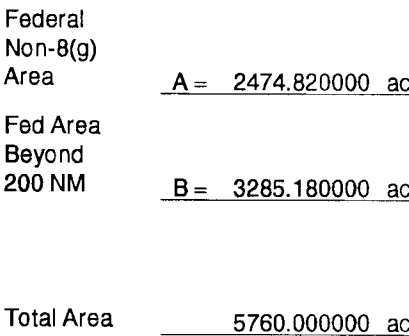 Federal
Non-8(g)
Area A = 2474.820000 ac
Fed Area
Beyond
200 NM B = 3285.180000 ac
Total Area 5760.000000 ac